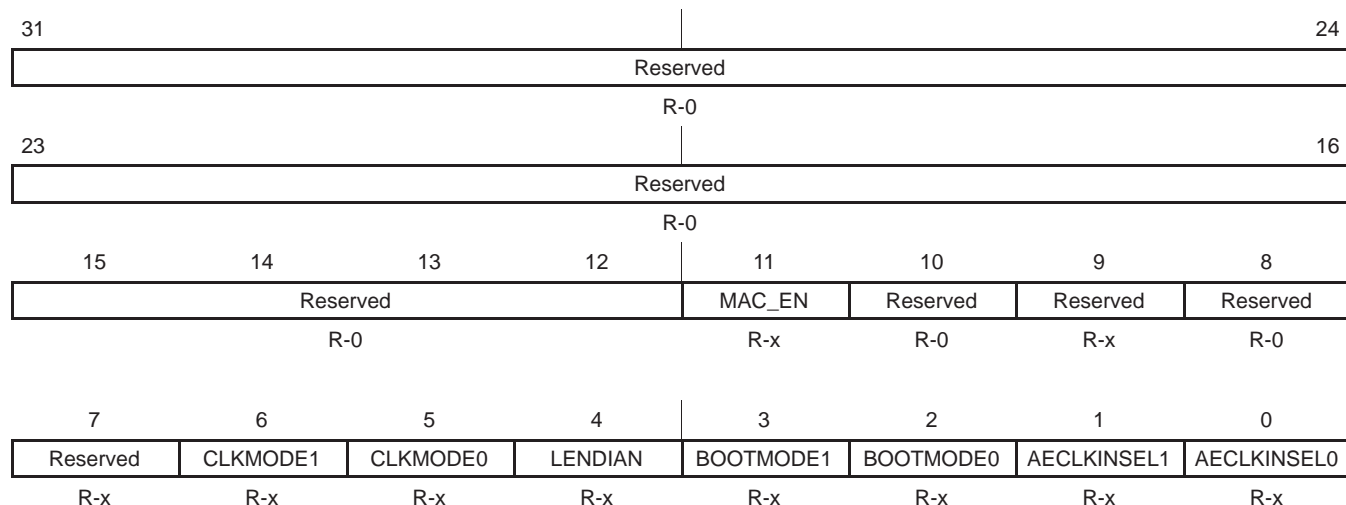 31 24
Reserved
R-0
23 16
Reserved
R-0
15 14 13 12 11 10 9 8
Reserved MAC_EN Reserved Reserved Reserved
R-0 R-x R-0 R-x R-0
7 6 5 4 3 2 1 0
Reserved CLKMODE1 CLKMODE0 LENDIAN BOOTMODE1 BOOTMODE0 AECLKINSEL1 AECLKINSEL0
R-x R-x R-x R-x R-x R-x R-x R-x